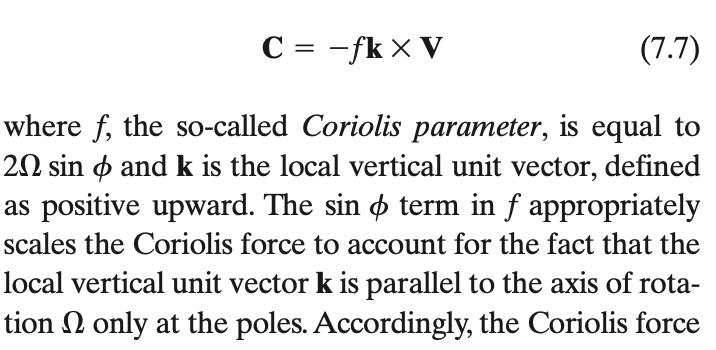 C = −fk × V (7.7)
where f, the so-called Coriolis parameter, is equal to
2Ω sin ϕ and k is the local vertical unit vector, defined
as positive upward. The sin ϕ term in f appropriately
scales the Coriolis force to account for the fact that the
local vertical unit vector k is parallel to the axis of rota-
tion Ω only at the poles. Accordingly, the Coriolis force